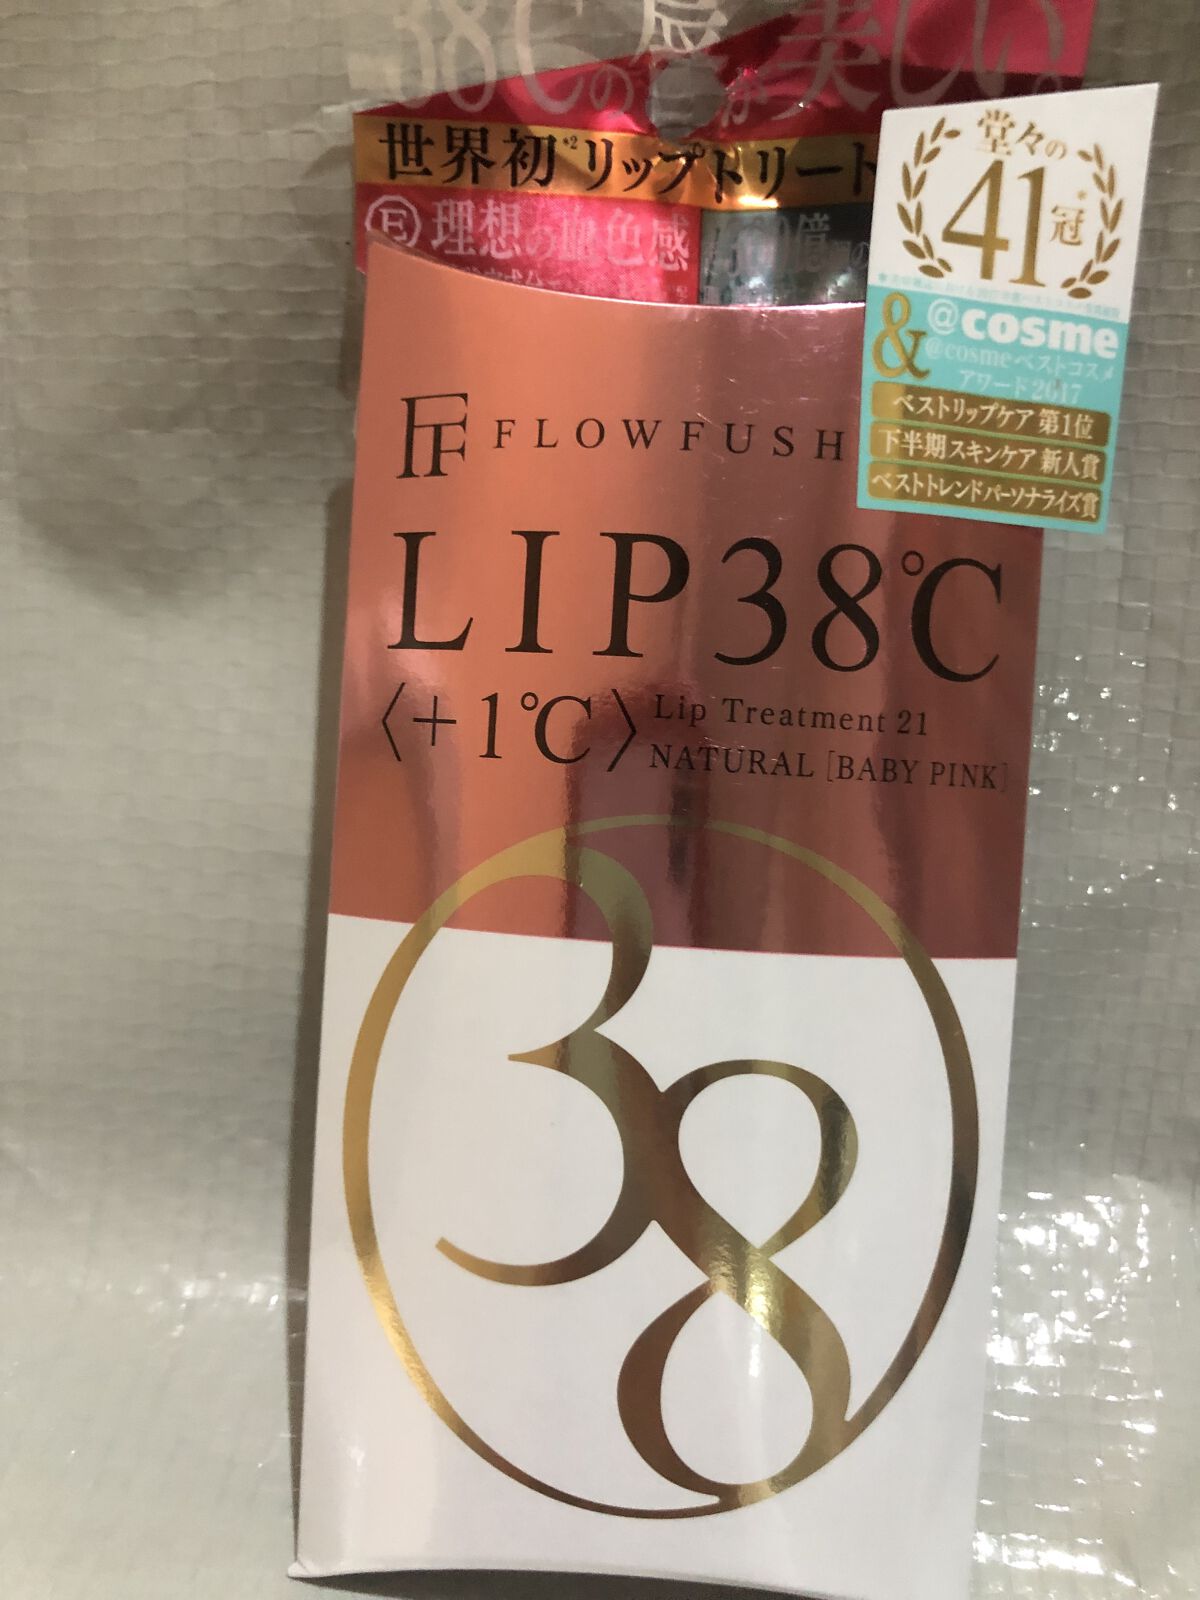 38℃の唇が美しい。
世界初*2リップトリート
E 理想の血色感
堂々の
41冠*
&
@cosme
@cosmeベストコスメ
アワード2017
ベストリップケア 第1位
下半期スキンケア 新人賞
ベストトレンドパーソナライズ賞
FLOWFUSH
LIP38℃
〈+1℃〉
Lip Treatment 21
NATURAL [BABY PINK]
38